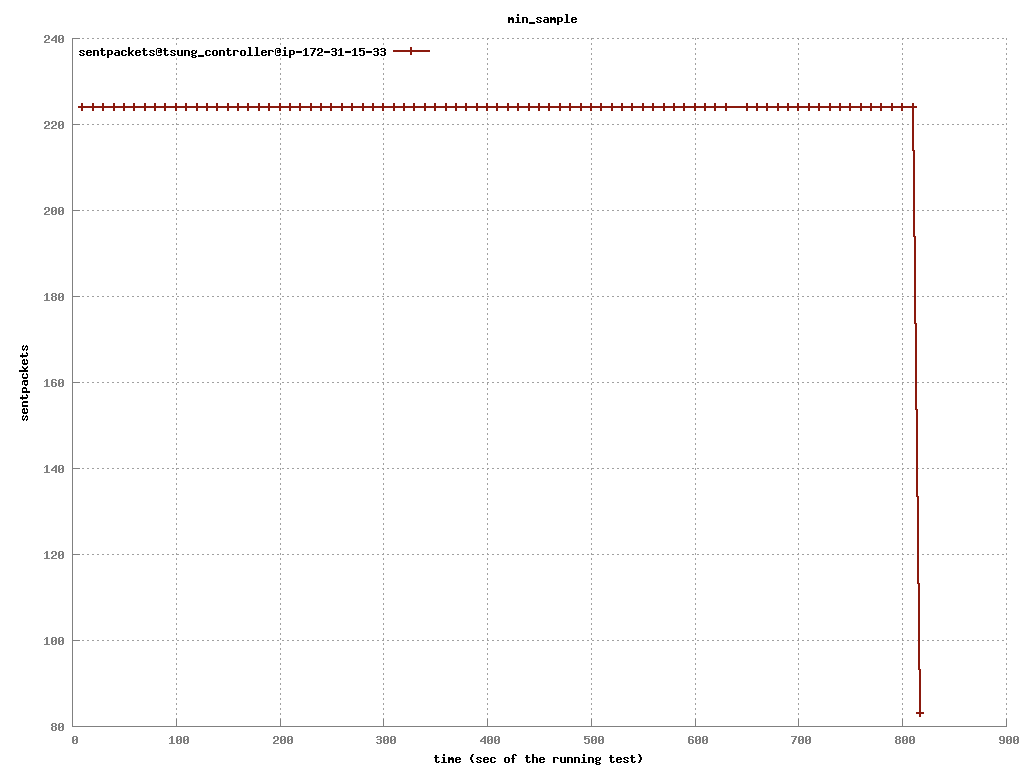 min_sample
240
sentpackets@tsung_controller@ip-172-31-15-33
220
200
180
160
sentpackets
140
120
100
80
0 100 200 300 400 500 600 700 800 900
time (sec of the running test)